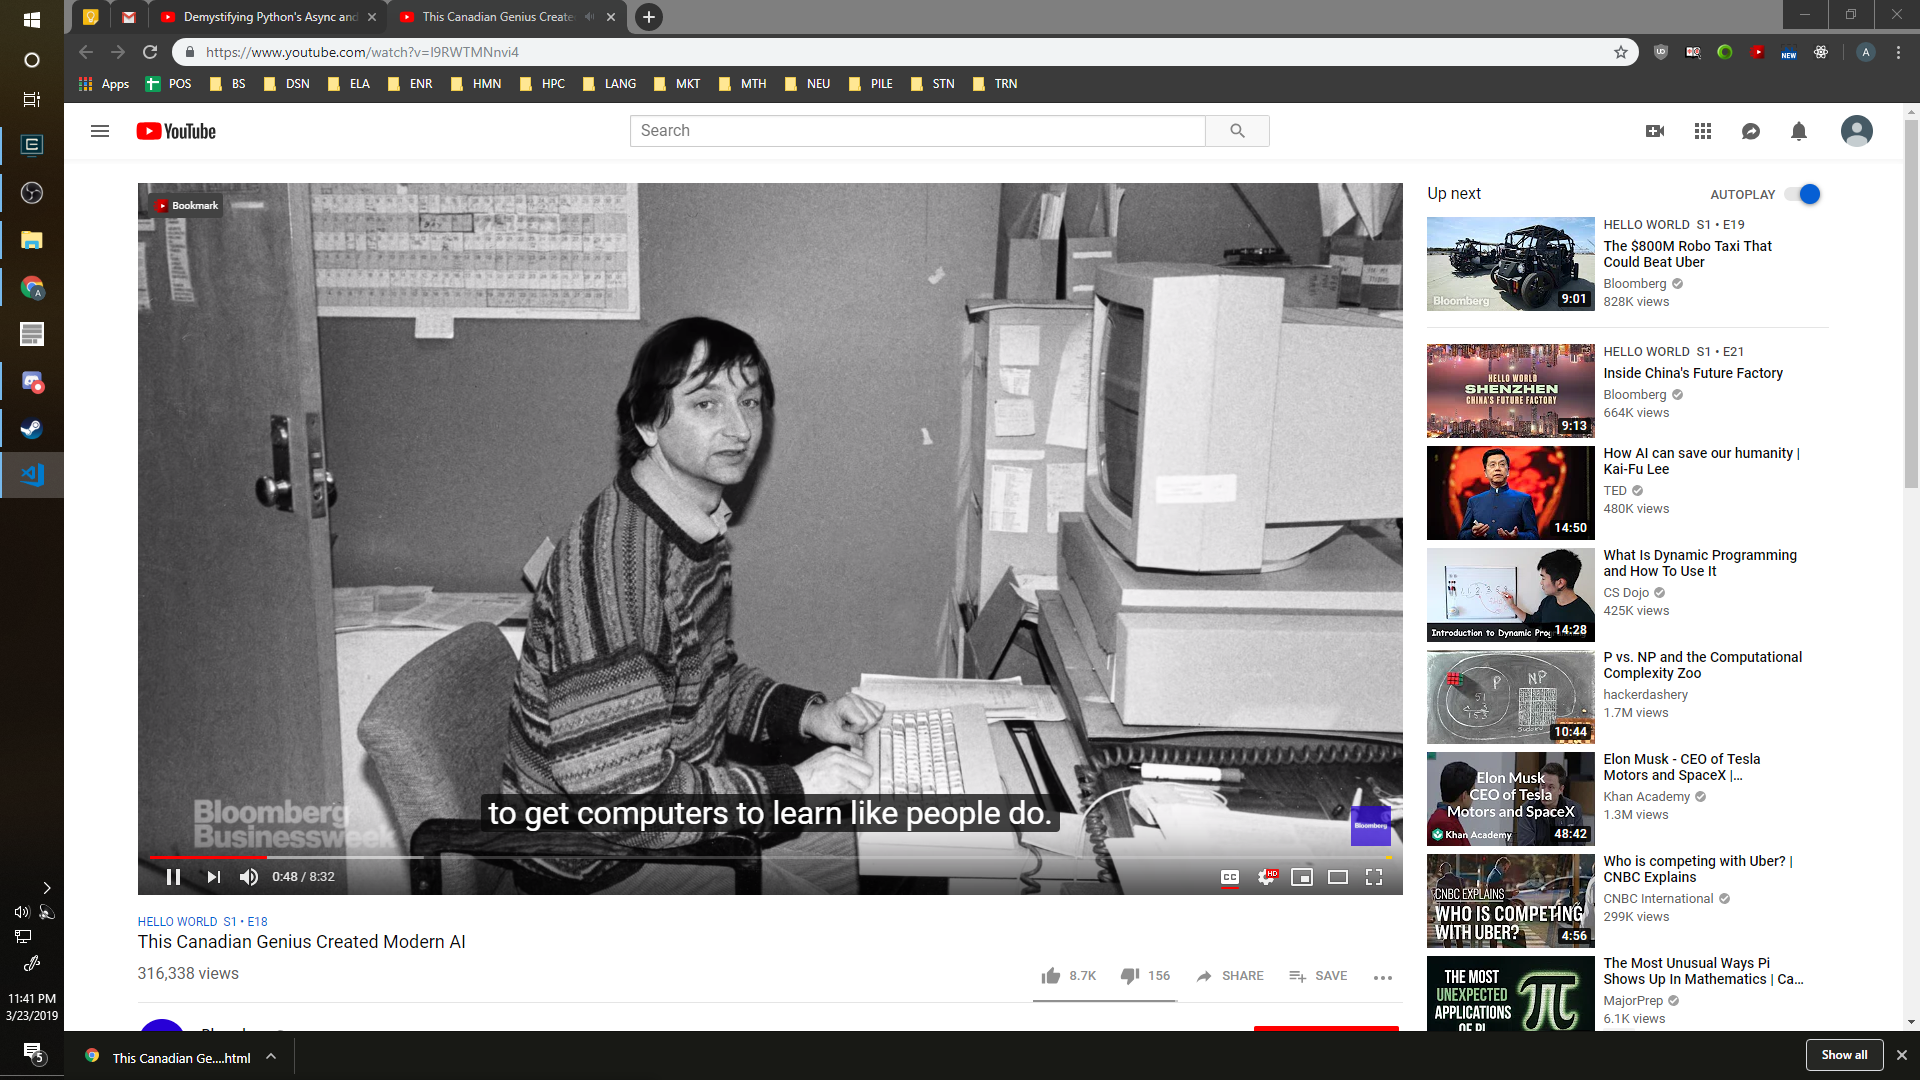 Demystifying Python's Async and
This Canadian Genius Create
https://www.youtube.com/watch?v=I9RWTMNnvi4
Apps
POS
BS
DSN
ELA
ENR
HMN
HPC
LANG
MKT
MTH
NEU
PILE
STN
TRN
YouTube
Search
Bookmark
Bloomberg
Businessweek
to get computers to learn like people do.
Bloomberg
0:48 / 8:32
CC
HD
HELLO WORLD S1 • E18
This Canadian Genius Created Modern AI
316,338 views
8.7K
156
SHARE
SAVE
Up next
AUTOPLAY
Bloomberg
9:01
HELLO WORLD S1 • E19
The $800M Robo Taxi That
Could Beat Uber
Bloomberg
828K views
HELLO WORLD
SHENZHEN
CHINA'S FUTURE FACTORY
9:13
HELLO WORLD S1 • E21
Inside China's Future Factory
Bloomberg
664K views
14:50
How AI can save our humanity |
Kai-Fu Lee
TED
480K views
Introduction to Dynamic Prog
14:28
What Is Dynamic Programming
and How To Use It
CS Dojo
425K views
P
NP
10:44
P vs. NP and the Computational
Complexity Zoo
hackerdashery
1.7M views
Elon Musk
CEO of Tesla
Motors and SpaceX
Khan Academy
48:42
Elon Musk - CEO of Tesla
Motors and SpaceX |...
Khan Academy
1.3M views
CNBC EXPLAINS
WHO IS COMPETING
WITH UBER?
4:56
Who is competing with Uber? |
CNBC Explains
CNBC International
299K views
THE MOST
UNEXPECTED
APPLICATIONS
OF PI
π
The Most Unusual Ways Pi
Shows Up In Mathematics | Ca...
MajorPrep
6.1K views
11:41 PM
3/23/2019
5
This Canadian Ge....html
Show all